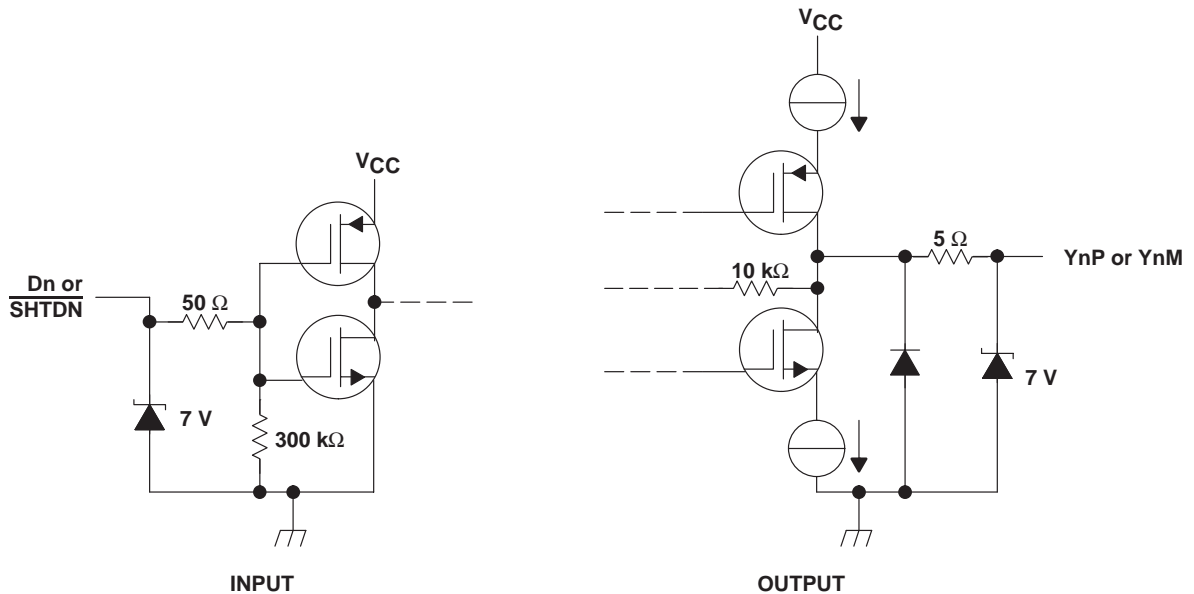 VCC
Dn or
SHTDN
50 Ω
7 V
300 kΩ
INPUT
VCC
5 Ω
YnP or YnM
10 kΩ
7 V
OUTPUT